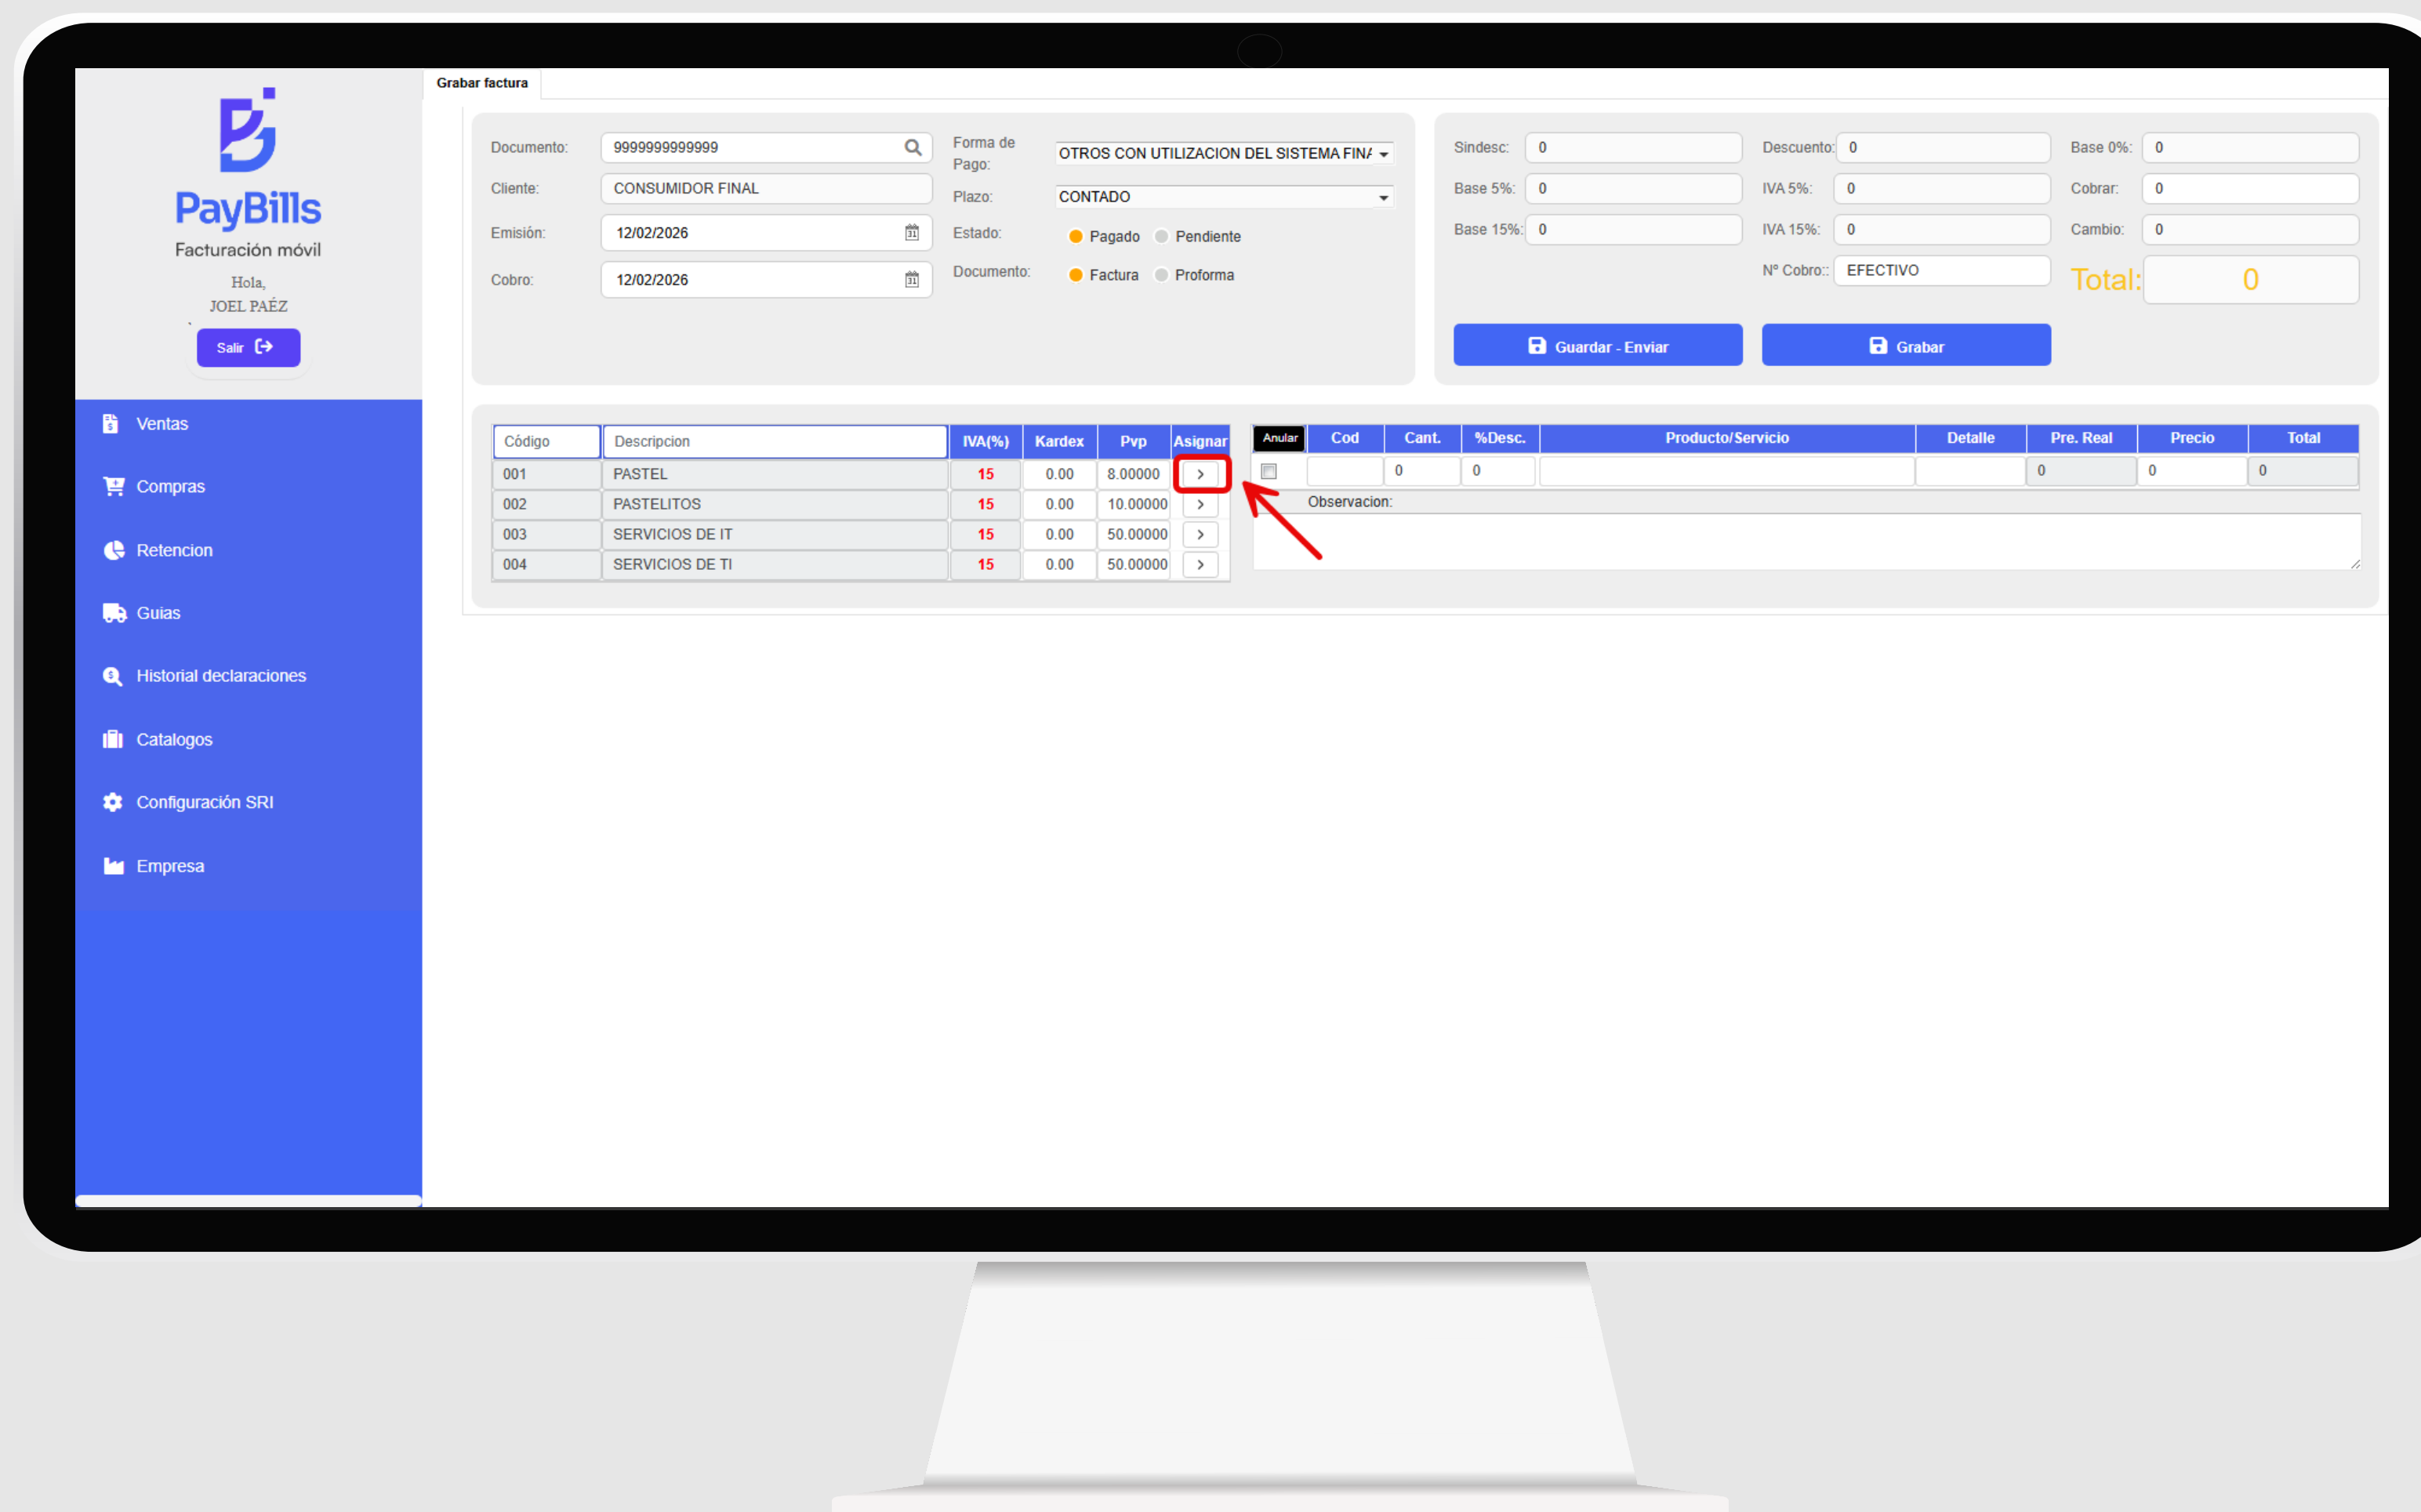 PayBills
Facturación móvil
Hola,
JOEL PAÉZ
Salir
Ventas
Compras
Retencion
Guias
Historial declaraciones
Catalogos
Configuración SRI
Empresa
Grabar factura
Documento: 9999999999999
Cliente: CONSUMIDOR FINAL
Emisión: 12/02/2026
Cobro: 12/02/2026
Forma de
Pago: OTROS CON UTILIZACION DEL SISTEMA
Plazo: CONTADO
Estado: Pagado Pendiente
Documento: Factura Proforma
Sindesc: 0 Descuento: 0 Base 0%: 0
Base 5%: 0 IVA 5%: 0 Cobrar: 0
Base 15%: 0 IVA 15%: 0 Cambio: 0
Nº Cobro:: EFECTIVO Total: 0
Guardar - Enviar Grabar
Código Descripcion IVA(%) Kardex Pvp Asignar
001 PASTEL 15 0.00 8.00000 >
002 PASTELITOS 15 0.00 10.00000 >
003 SERVICIOS DE IT 15 0.00 50.00000 >
004 SERVICIOS DE TI 15 0.00 50.00000 >
Anular Cod Cant. %Desc. Producto/Servicio Detalle Pre. Real Precio Total
0 0 0 0 0
Observacion: